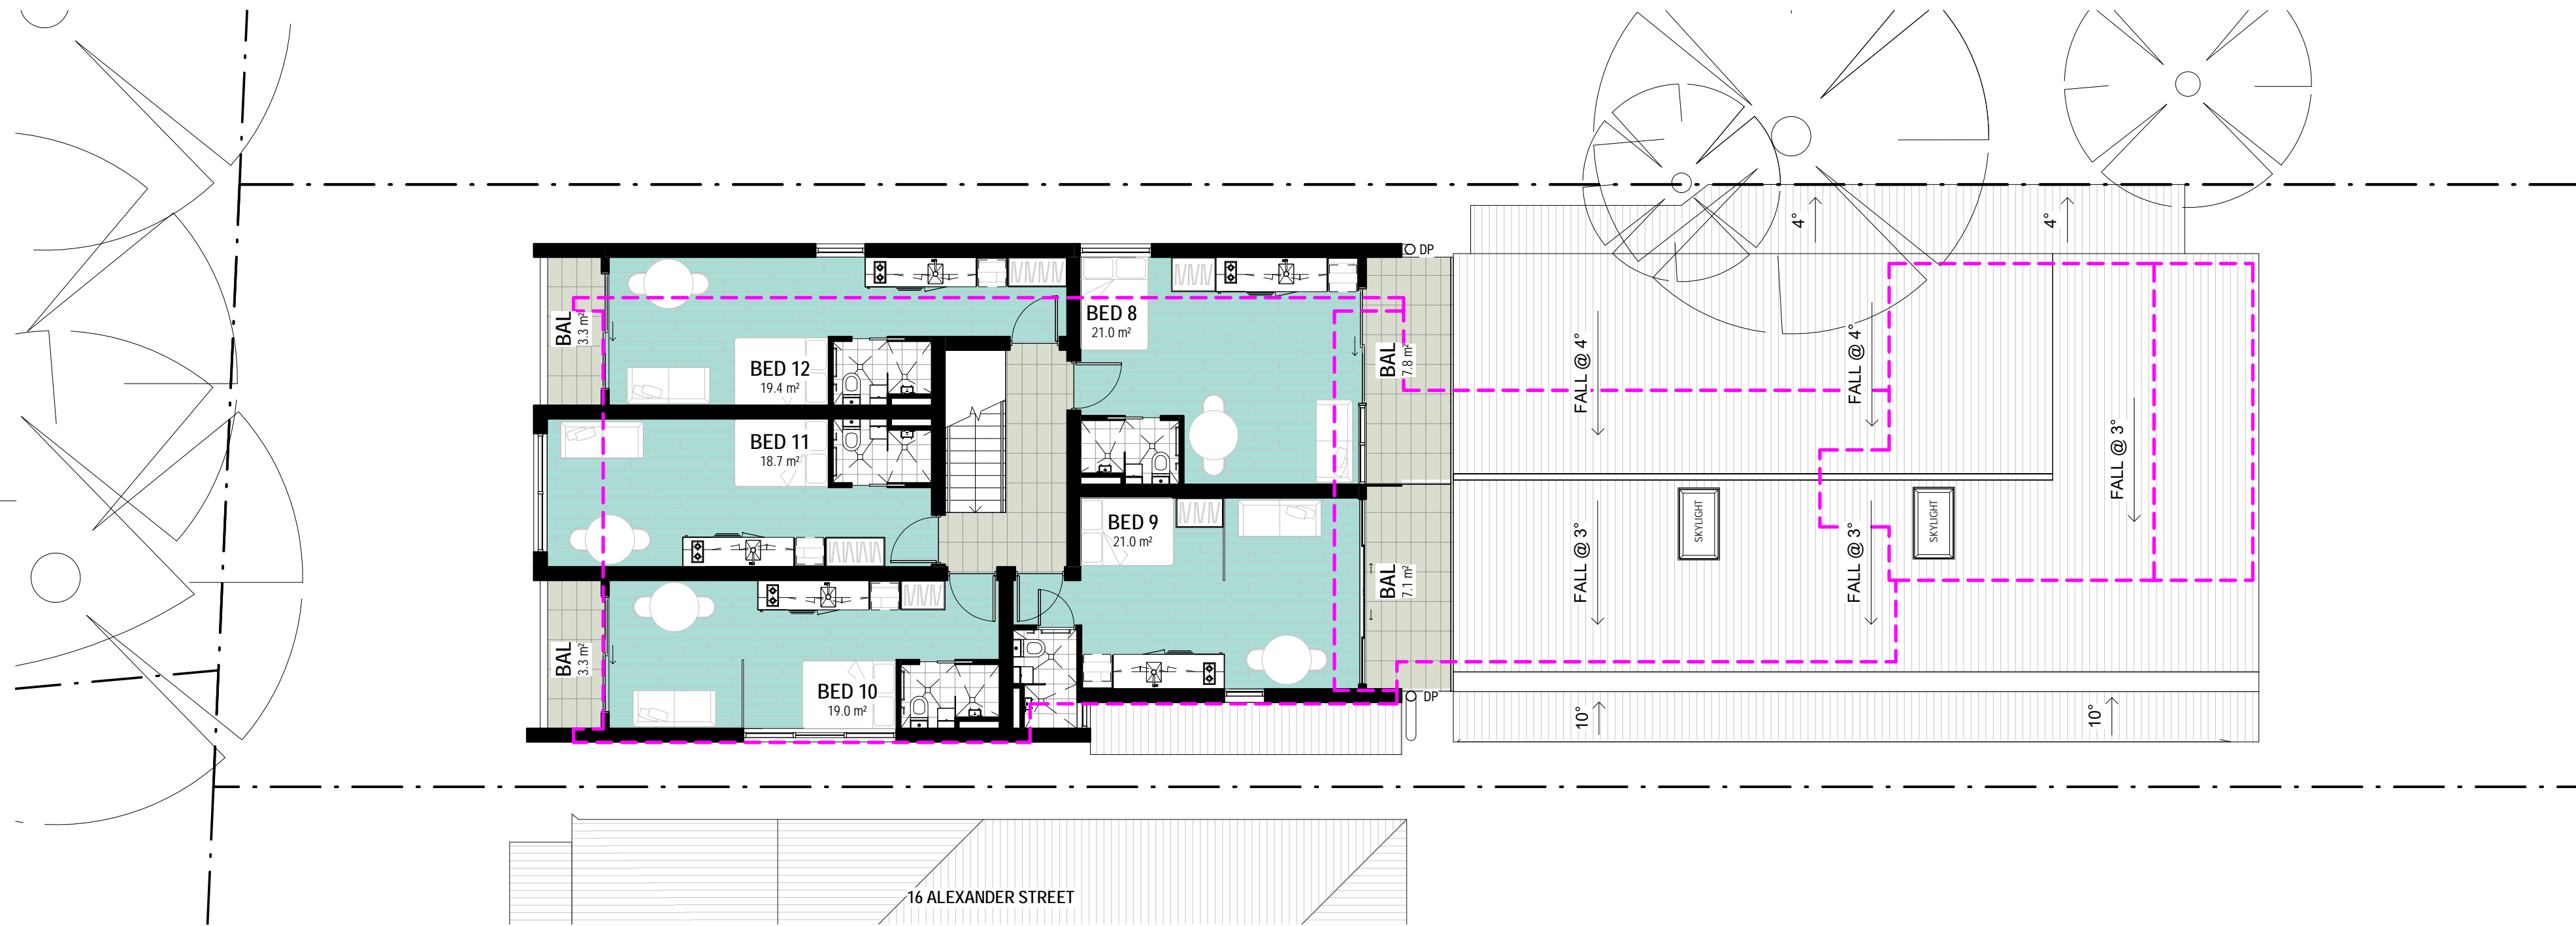 4°
4°
DP
BAL
3.3 m²
BED 8
21.0 m²
BED 12
19.4 m²
BAL
7.8 m²
FALL @ 4°
FALL @ 4°
FALL @ 3°
BED 11
18.7 m²
BED 9
21.0 m²
SKYLIGHT
SKYLIGHT
FALL @ 3°
FALL @ 3°
BAL
7.1 m²
BAL
3.3 m²
BED 10
19.0 m²
DP
10°
10°
16 ALEXANDER STREET